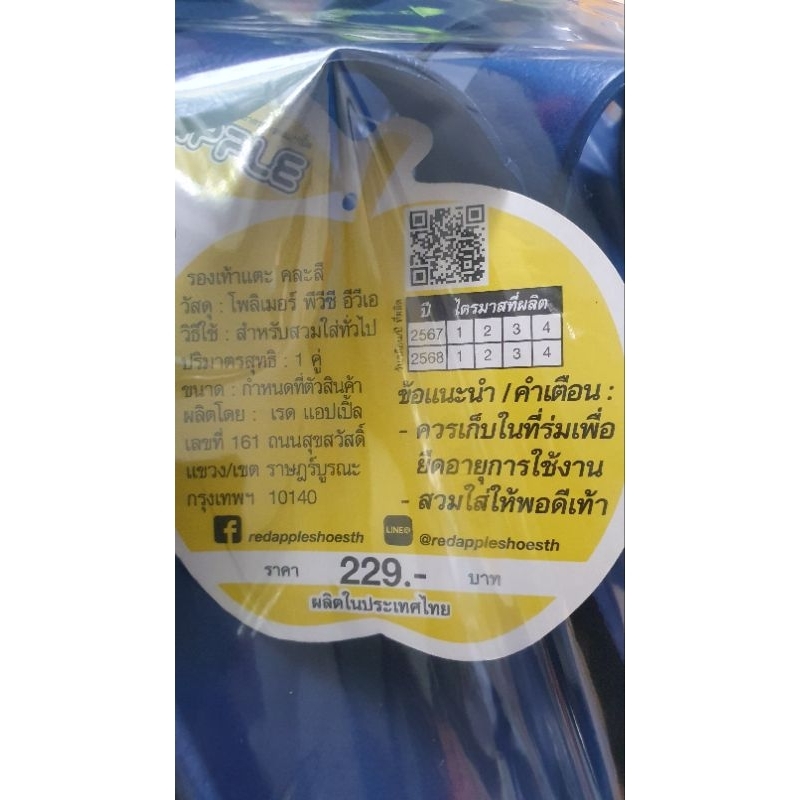 APPLE
รองเท้าแตะ คละสี
วัสดุ : โพลิเมอร์ พีวีซี อีวีเอ
วิธีใช้ : สำหรับสวมใส่ทั่วไป
ปริมาตรสุทธิ : 1 คู่
ขนาด : กำหนดที่ตัวสินค้า
ผลิตโดย : เรด แอปเปิ้ล
เลขที่ 161 ถนนสุขสวัสดิ์
แขวง/เขต ราษฎร์บูรณะ
กรุงเทพฯ 10140
redappleshoesth
ปี ไตรมาสที่ผลิต
2567 1 2 3 4
2568 1 2 3 4
ข้อแนะนำ / คำเตือน :
- ควรเก็บในที่ร่มเพื่อ
ยืดอายุการใช้งาน
- สวมใส่ให้พอดีเท้า
LINE@ @redappleshoesth
ราคา 229.- บาท
ผลิตในประเทศไทย